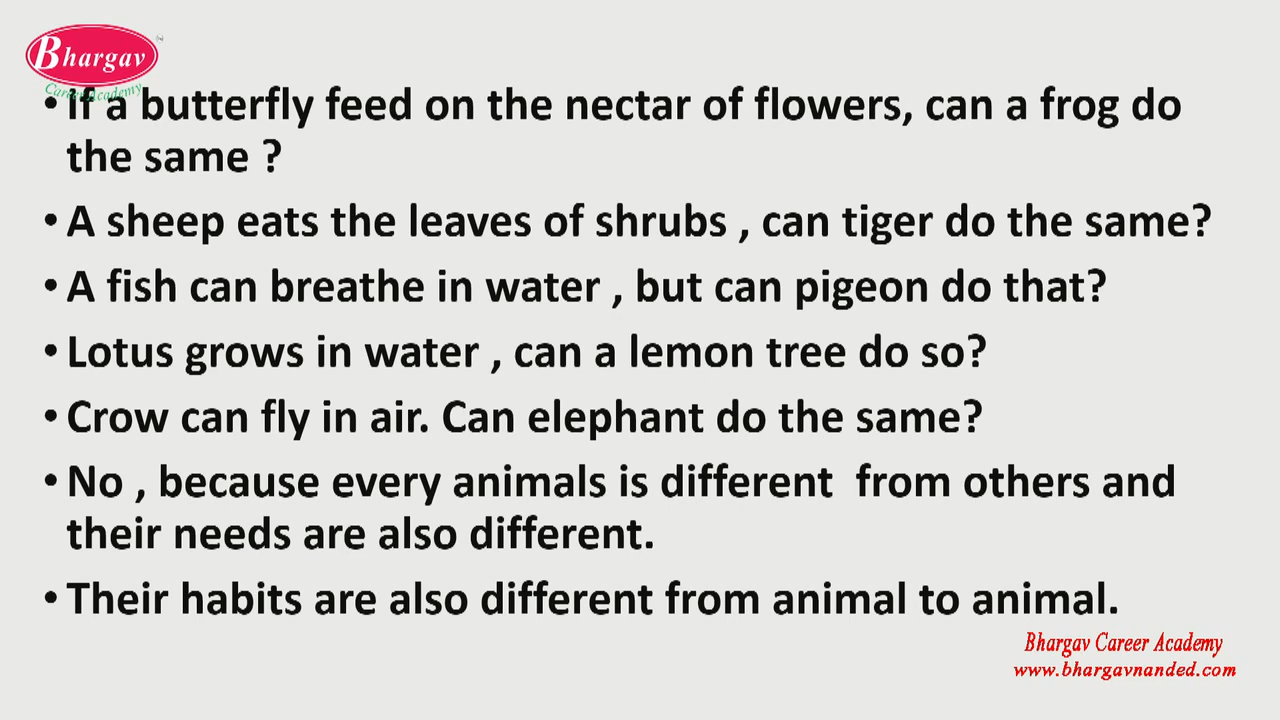 Bhargav
Career Academy
• If a butterfly feed on the nectar of flowers, can a frog do
the same ?
• A sheep eats the leaves of shrubs , can tiger do the same?
• A fish can breathe in water , but can pigeon do that?
• Lotus grows in water , can a lemon tree do so?
• Crow can fly in air. Can elephant do the same?
• No , because every animals is different  from others and
their needs are also different.
• Their habits are also different from animal to animal.
Bhargav Career Academy
www.bhargavnanded.com